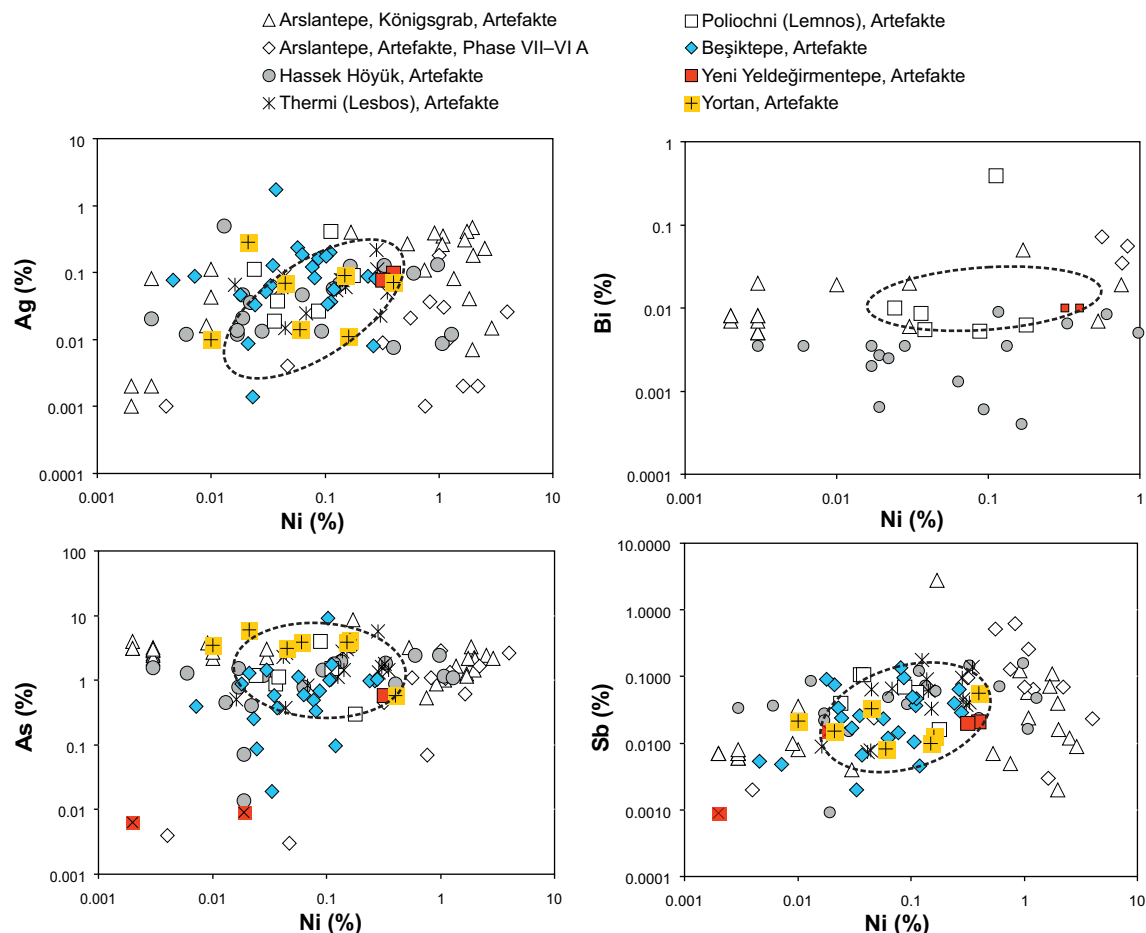 Arslantepe, Königsgrab, Artefakte
Arslantepe, Artefakte, Phase VII–VI A
Hassek Höyük, Artefakte
Thermi (Lesbos), Artefakte
Poliochni (Lemnos), Artefakte
Beşiktepe, Artefakte
Yeni Yeldeğirmentepe, Artefakte
Yortan, Artefakte
Ag (%)
10
1
0.1
0.01
0.001
0.0001
0.001
0.01
0.1
1
10
Ni (%)
Bi (%)
1
0.1
0.01
0.001
0.0001
0.001
0.01
0.1
1
Ni (%)
As (%)
100
10
1
0.1
0.01
0.001
0.001
0.01
0.1
1
10
Ni (%)
Sb (%)
10.0000
1.0000
0.1000
0.0100
0.0010
0.0001
0.001
0.01
0.1
1
10
Ni (%)